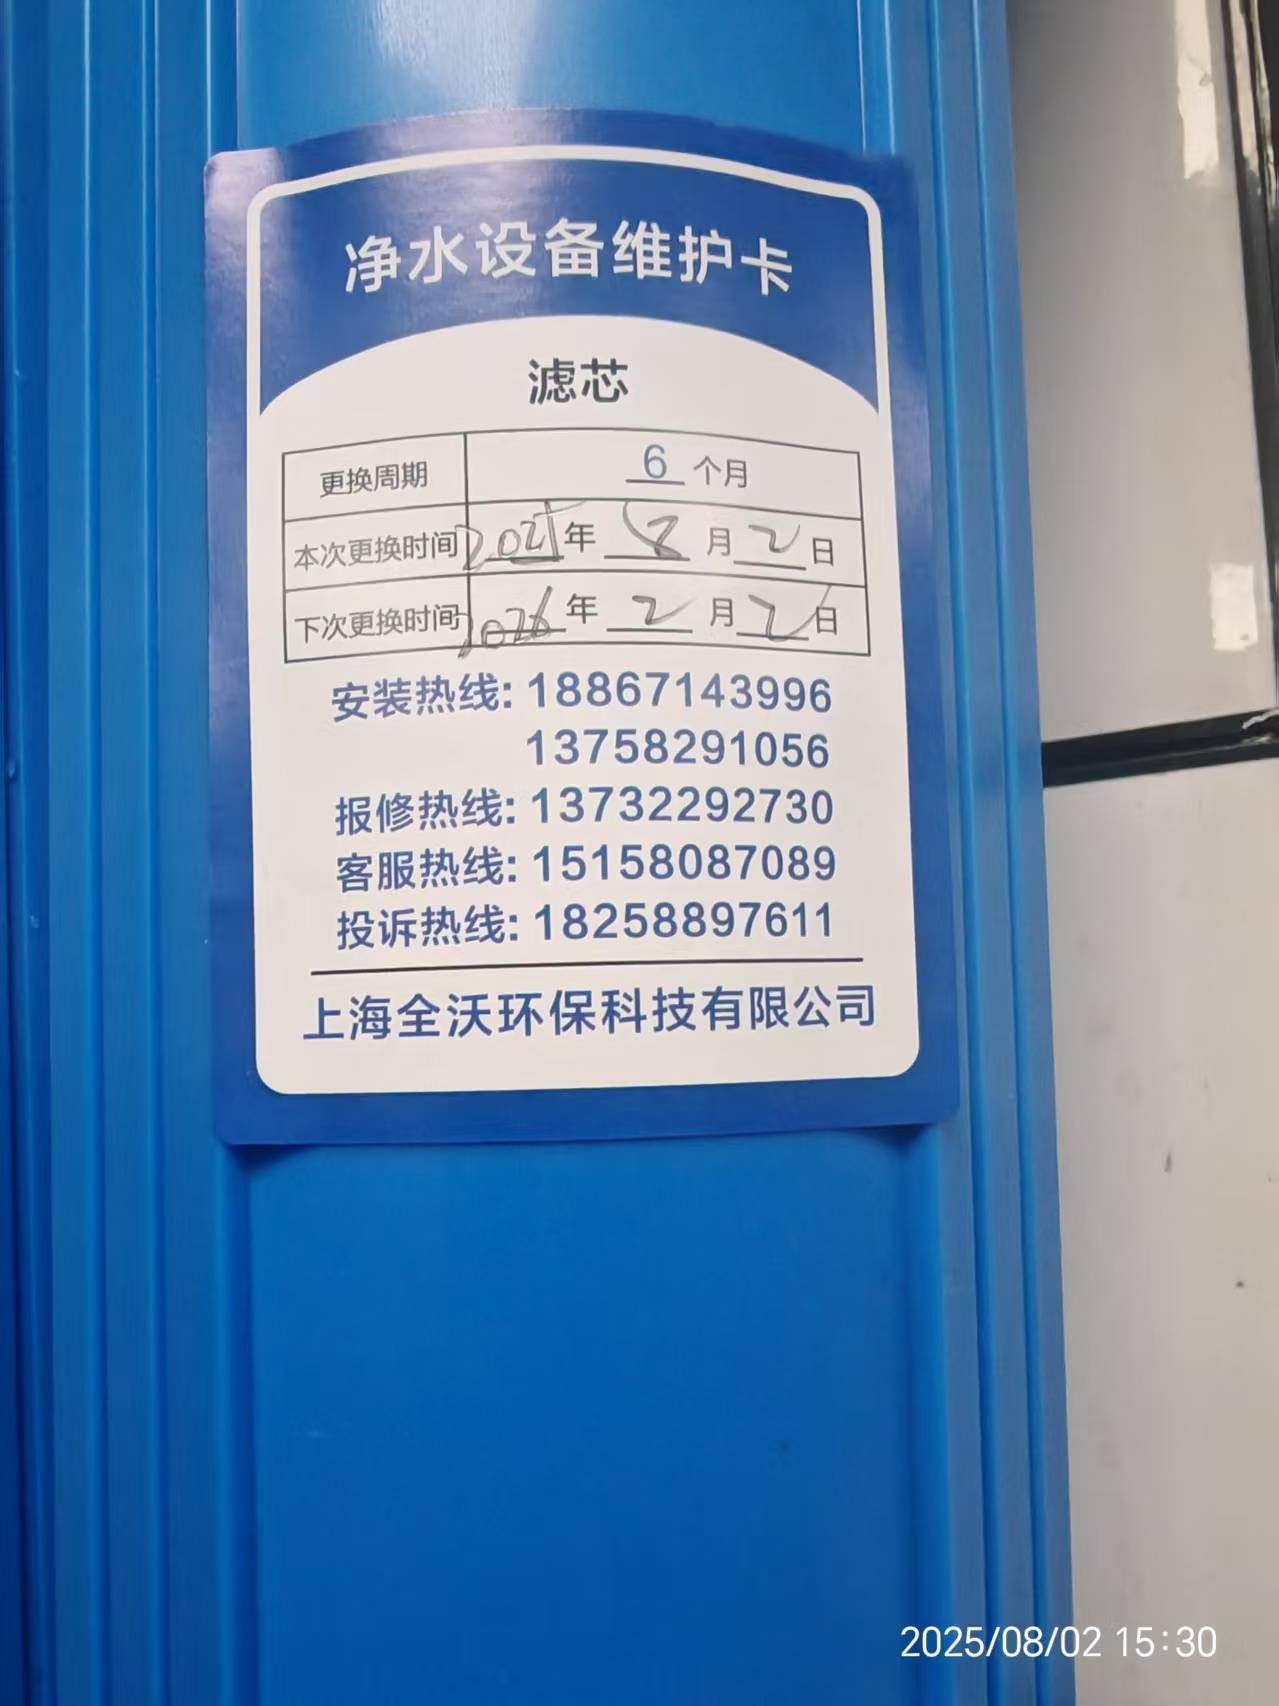 净水设备维护卡
滤芯
更换周期 6 个月
本次更换时间 2025 年 8 月 2 日
下次更换时间 2026 年 2 月 2 日
安装热线: 18867143996
13758291056
报修热线: 13732292730
客服热线: 15158087089
投诉热线: 18258897611
上海全沃环保科技有限公司
2025/08/02 15:30